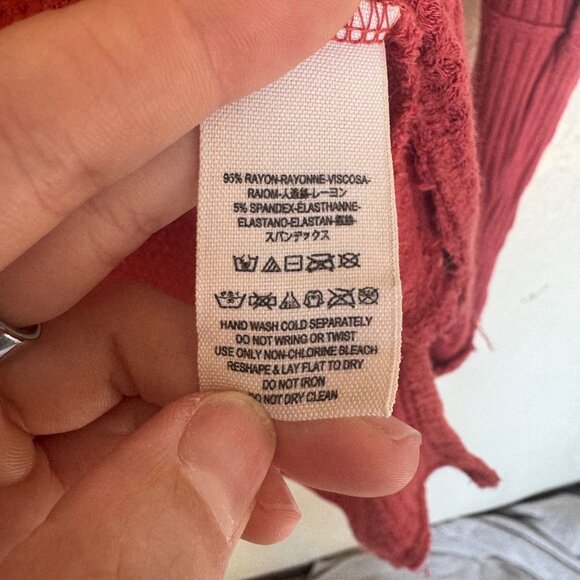 95% RAYON-RAYONNE-VISCOSA-
RAIOM-人造絲-レーヨン
5% SPANDEX-ELASTHANNE-
ELASTANO-ELASTAN-
スパンデックス
HAND WASH COLD SEPARATELY
DO NOT WRING OR TWIST
USE ONLY NON-CHLORINE BLEACH
RESHAPE & LAY FLAT TO DRY
DO NOT IRON
DO NOT DRY CLEAN